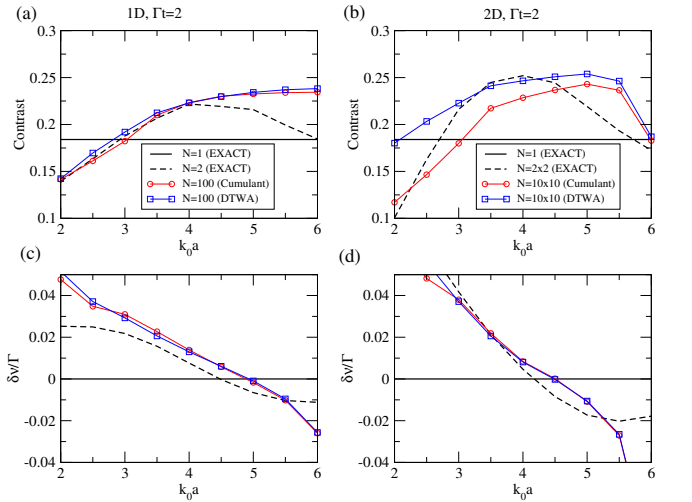 (a) 1D, Γt=2
0.3
0.25
0.2
0.15
0.1
Contrast
N=1 (EXACT)
N=2 (EXACT)
N=100 (Cumulant)
N=100 (DTWA)
2 3 4 5 6
k₀a
(b) 2D, Γt=2
0.3
0.25
0.2
0.15
0.1
Contrast
N=1 (EXACT)
N=2x2 (EXACT)
N=10x10 (Cumulant)
N=10x10 (DTWA)
2 3 4 5 6
k₀a
(c)
0.04
0.02
0
-0.02
-0.04
δν/Γ
2 3 4 5 6
k₀a
(d)
0.04
0.02
0
-0.02
-0.04
δν/Γ
2 3 4 5 6
k₀a